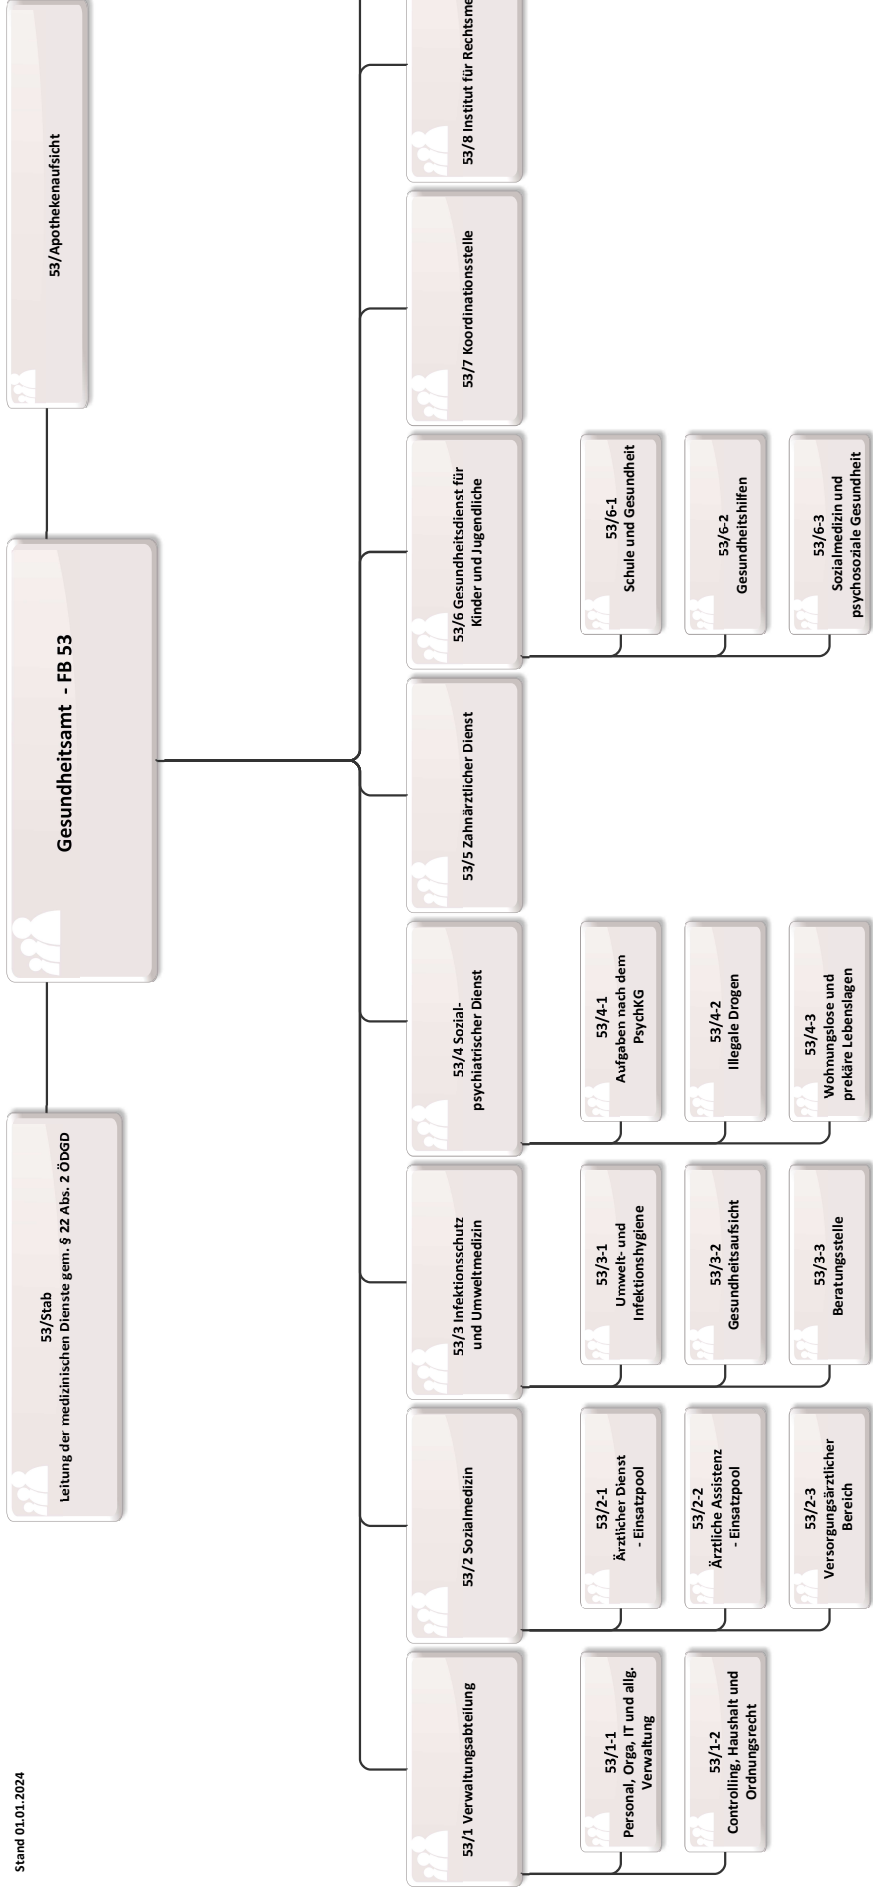 Stand 01.01.2024
53/Stab
Leitung der medizinischen Dienste gem. § 22 Abs. 2 ÖDGD
Gesundheitsamt - FB 53
53/Apothekenaufsicht
53/1 Verwaltungsabteilung
53/2 Sozialmedizin
53/3 Infektionsschutz
und Umweltmedizin
53/4 Sozial-
psychiatrischer Dienst
53/5 Zahnärztlicher Dienst
53/6 Gesundheitsdienst für
Kinder und Jugendliche
53/7 Koordinationsstelle
53/8 Institut für Rechtsme
53/1-1
Personal, Orga, IT und allg.
Verwaltung
53/1-2
Controlling, Haushalt und
Ordnungsrecht
53/2-1
Ärztlicher Dienst
- Einsatzpool
53/2-2
Ärztliche Assistenz
- Einsatzpool
53/2-3
Versorgungsärztlicher
Bereich
53/3-1
Umwelt- und
Infektionshygiene
53/3-2
Gesundheitsaufsicht
53/3-3
Beratungsstelle
53/4-1
Aufgaben nach dem
PsychKG
53/4-2
Illegale Drogen
53/4-3
Wohnungslose und
prekäre Lebenslagen
53/6-1
Schule und Gesundheit
53/6-2
Gesundheitshilfen
53/6-3
Sozialmedizin und
psychosoziale Gesundheit